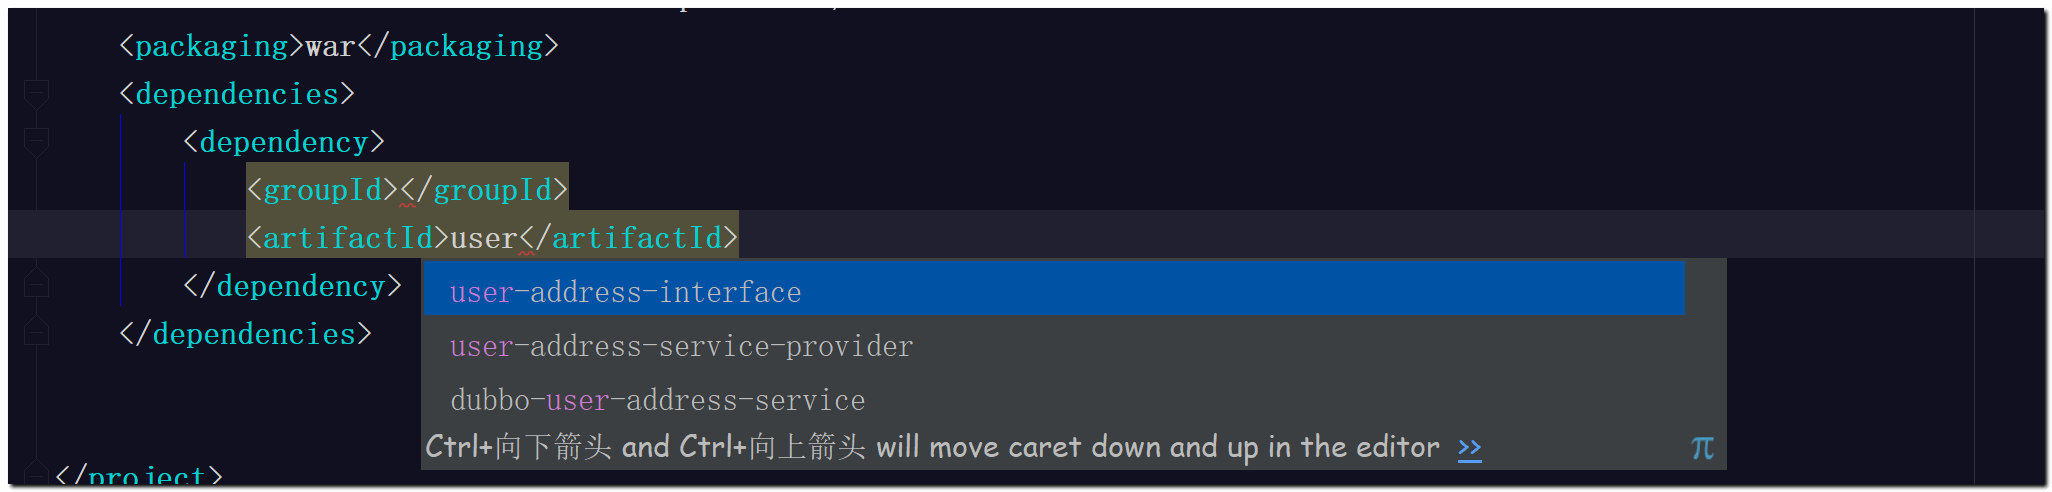 <packaging>war</packaging>
<dependencies>
<dependency>
<groupId></groupId>
<artifactId>user</artifactId>
</dependency>
</dependencies>
user-address-interface
user-address-service-provider
dubbo-user-address-service
Ctrl+向下箭头 and Ctrl+向上箭头 will move caret down and up in the editor >>
π
</project>